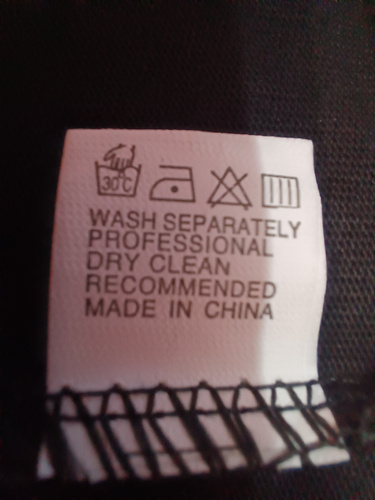 30°C
WASH SEPARATELY
PROFESSIONAL
DRY CLEAN
RECOMMENDED
MADE IN CHINA